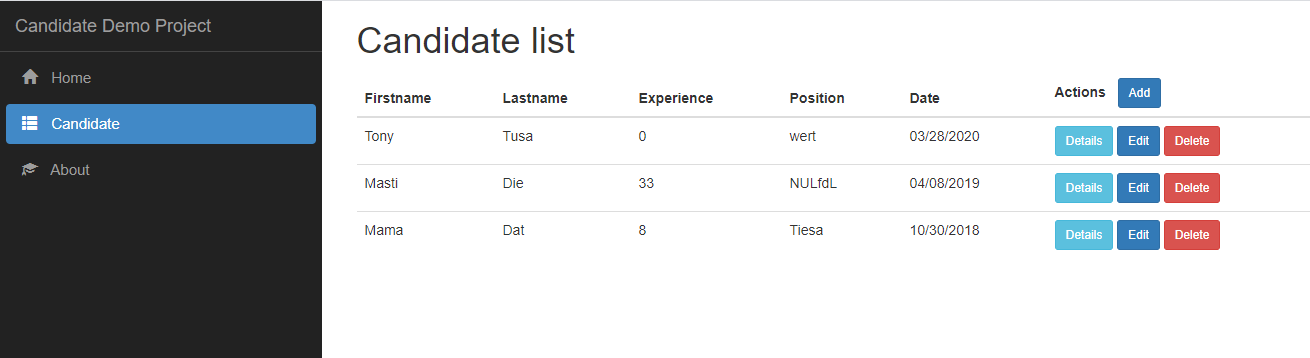 Candidate Demo Project
Home
Candidate
About
Candidate list
Firstname Lastname Experience Position Date Actions Add
Tony Tusa 0 wert 03/28/2020 Details Edit Delete
Masti Die 33 NULfdL 04/08/2019 Details Edit Delete
Mama Dat 8 Tiesa 10/30/2018 Details Edit Delete